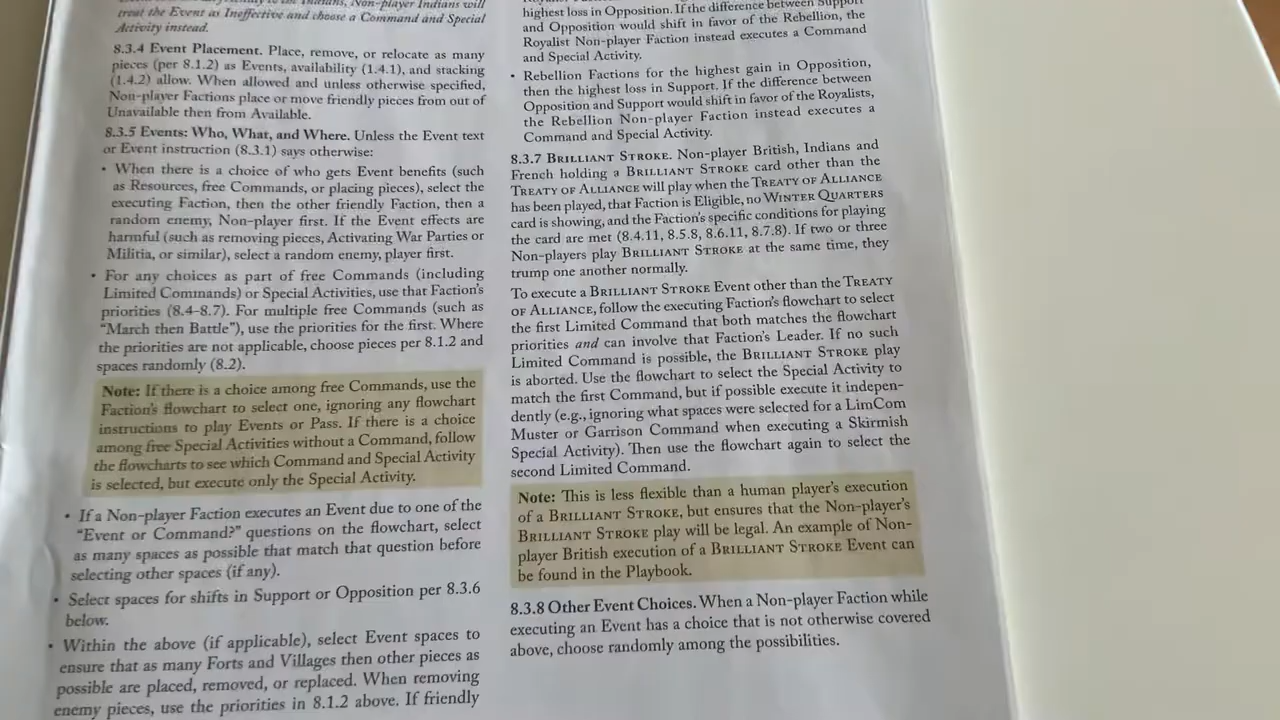 to the Indians, Non-player Indians will
treat the Event as Ineffective and choose a Command and Special
Activity instead.
8.3.4 Event Placement. Place, remove, or relocate as many
pieces (per 8.1.2) as Events, availability (1.4.1), and stacking
(1.4.2) allow. When allowed and unless otherwise specified,
Non-player Factions place or move friendly pieces from out of
Unavailable then from Available.
8.3.5 Events: Who, What, and Where. Unless the Event text
or Event instruction (8.3.1) says otherwise:
• When there is a choice of who gets Event benefits (such
as Resources, free Commands, or placing pieces), select the
executing Faction, then the other friendly Faction, then a
random enemy, Non-player first. If the Event effects are
harmful (such as removing pieces, Activating War Parties or
Militia, or similar), select a random enemy, player first.
• For any choices as part of free Commands (including
Limited Commands) or Special Activities, use that Faction's
priorities (8.4–8.7). For multiple free Commands (such as
“March then Battle”), use the priorities for the first. Where
the priorities are not applicable, choose pieces per 8.1.2 and
spaces randomly (8.2).
Note: If there is a choice among free Commands, use the
Faction's flowchart to select one, ignoring any flowchart
instructions to play Events or Pass. If there is a choice
among free Special Activities without a Command, follow
the flowcharts to see which Command and Special Activity
is selected, but execute only the Special Activity.
• If a Non-player Faction executes an Event due to one of the
“Event or Command?” questions on the flowchart, select
as many spaces as possible that match that question before
selecting other spaces (if any).
• Select spaces for shifts in Support or Opposition per 8.3.6
below.
• Within the above (if applicable), select Event spaces to
ensure that as many Forts and Villages then other pieces as
possible are placed, removed, or replaced. When removing
enemy pieces, use the priorities in 8.1.2 above. If friendly
highest loss in Opposition. If the difference between Support
and Opposition would shift in favor of the Rebellion, the
Royalist Non-player Faction instead executes a Command
and Special Activity.
• Rebellion Factions for the highest gain in Opposition,
then the highest loss in Support. If the difference between
Opposition and Support would shift in favor of the Royalists,
the Rebellion Non-player Faction instead executes a
Command and Special Activity.
8.3.7 BRILLIANT STROKE. Non-player British, Indians and
French holding a BRILLIANT STROKE card other than the
TREATY OF ALLIANCE will play when the TREATY OF ALLIANCE
has been played, that Faction is Eligible, no WINTER QUARTERS
card is showing, and the Faction's specific conditions for playing
the card are met (8.4.11, 8.5.8, 8.6.11, 8.7.8). If two or three
Non-players play BRILLIANT STROKE at the same time, they
trump one another normally.
To execute a BRILLIANT STROKE Event other than the TREATY
OF ALLIANCE, follow the executing Faction's flowchart to select
the first Limited Command that both matches the flowchart
priorities and can involve that Faction's Leader. If no such
Limited Command is possible, the BRILLIANT STROKE play
is aborted. Use the flowchart to select the Special Activity to
match the first Command, but if possible execute it indepen-
dently (e.g., ignoring what spaces were selected for a LimCom
Muster or Garrison Command when executing a Skirmish
Special Activity). Then use the flowchart again to select the
second Limited Command.
Note: This is less flexible than a human player's execution
of a BRILLIANT STROKE, but ensures that the Non-player's
BRILLIANT STROKE play will be legal. An example of Non-
player British execution of a BRILLIANT STROKE Event can
be found in the Playbook.
8.3.8 Other Event Choices. When a Non-player Faction while
executing an Event has a choice that is not otherwise covered
above, choose randomly among the possibilities.